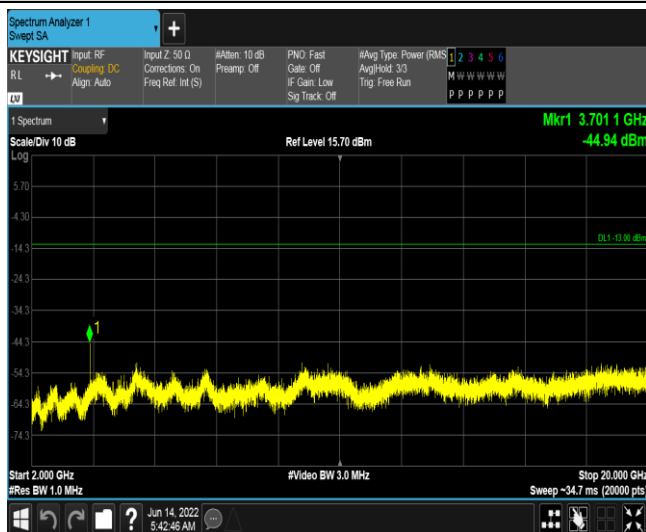 Spectrum Analyzer 1
Swept SA
KEYSIGHT
RL
LXI
Input: RF
Coupling: DC
Align: Auto
Input Z: 50 Ω
Corrections: On
Freq Ref: Int (S)
#Atten: 10 dB
Preamp: Off
PNO: Fast
Gate: Off
IF Gain: Low
Sig Track: Off
#Avg Type: Power (RMS
Avg|Hold: 3/3
Trig: Free Run
1 2 3 4 5 6
M W W W W W
P P P P P P
1 Spectrum
Scale/Div 10 dB
Ref Level 15.70 dBm
Mkr1 3.701 1 GHz
-44.94 dBm
Log
5.70
-4.30
DL1 -13.00 dBm
-14.3
-24.3
-34.3
1
-44.3
-54.3
-64.3
-74.3
Start 2.000 GHz
#Video BW 3.0 MHz
Stop 20.000 GHz
#Res BW 1.0 MHz
Sweep ~34.7 ms (20000 pts)
?
Jun 14, 2022
5:42:46 AM